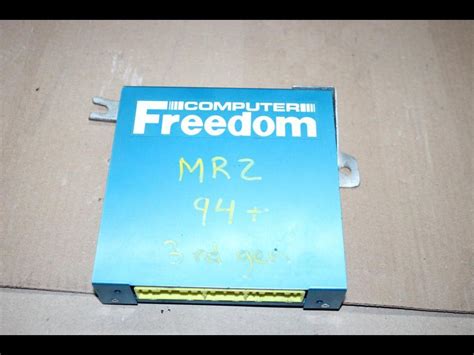 COMPUTER
Freedom
MR2
94+
3rd gen